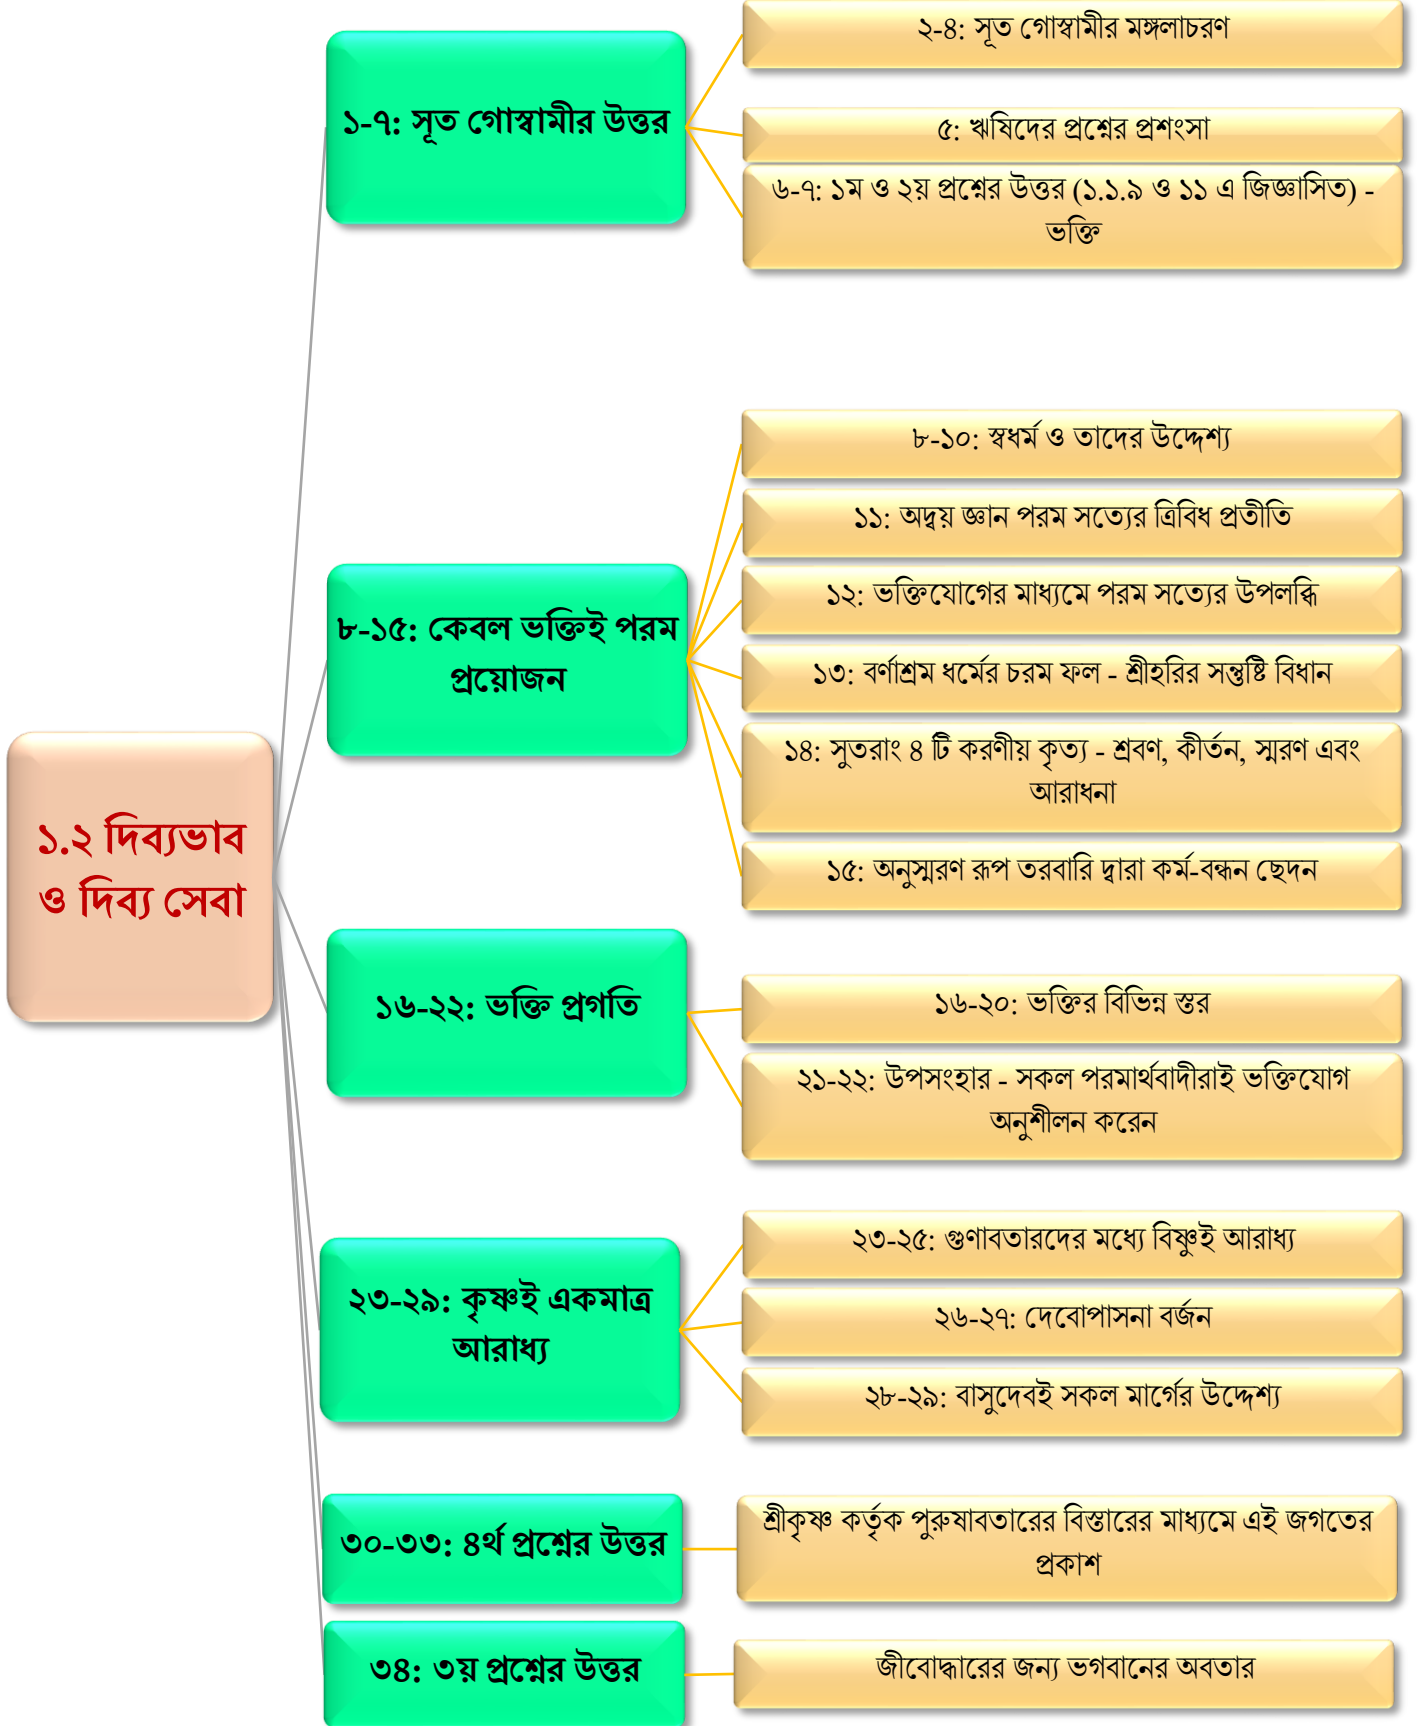 ১.২ দিব্যভাব
ও দিব্য সেবা
১-৭: সূত গোস্বামীর উত্তর
২-৪: সূত গোস্বামীর মঙ্গলাচরণ
৫: ঋষিদের প্রশ্নের প্রশংসা
৬-৭: ১ম ও ২য় প্রশ্নের উত্তর (১.১.৯ ও ১১ এ জিজ্ঞাসিত) -
ভক্তি
৮-১৫: কেবল ভক্তিই পরম
প্রয়োজন
৮-১০: স্বধর্ম ও তাদের উদ্দেশ্য
১১: অদ্বয় জ্ঞান পরম সত্যের ত্রিবিধ প্রতীতি
১২: ভক্তিযোগের মাধ্যমে পরম সত্যের উপলব্ধি
১৩: বর্ণাশ্রম ধর্মের চরম ফল - শ্রীহরির সন্তুষ্টি বিধান
১৪: সুতরাং ৪ টি করণীয় কৃত্য - শ্রবণ, কীর্তন, স্মরণ এবং
আরাধনা
১৫: অনুস্মরণ রূপ তরবারি দ্বারা কর্ম-বন্ধন ছেদন
১৬-২২: ভক্তি প্রগতি
১৬-২০: ভক্তির বিভিন্ন স্তর
২১-২২: উপসংহার - সকল পরমার্থবাদীরাই ভক্তিযোগ
অনুশীলন করেন
২৩-২৯: কৃষ্ণই একমাত্র
আরাধ্য
২৩-২৫: গুণাবতারদের মধ্যে বিষ্ণুই আরাধ্য
২৬-২৭: দেবোপাসনা বর্জন
২৮-২৯: বাসুদেবই সকল মার্গের উদ্দেশ্য
৩০-৩৩: ৪র্থ প্রশ্নের উত্তর
শ্রীকৃষ্ণ কর্তৃক পুরুষাবতারের বিস্তারের মাধ্যমে এই জগতের
প্রকাশ
৩৪: ৩য় প্রশ্নের উত্তর
জীবোদ্ধারের জন্য ভগবানের অবতার